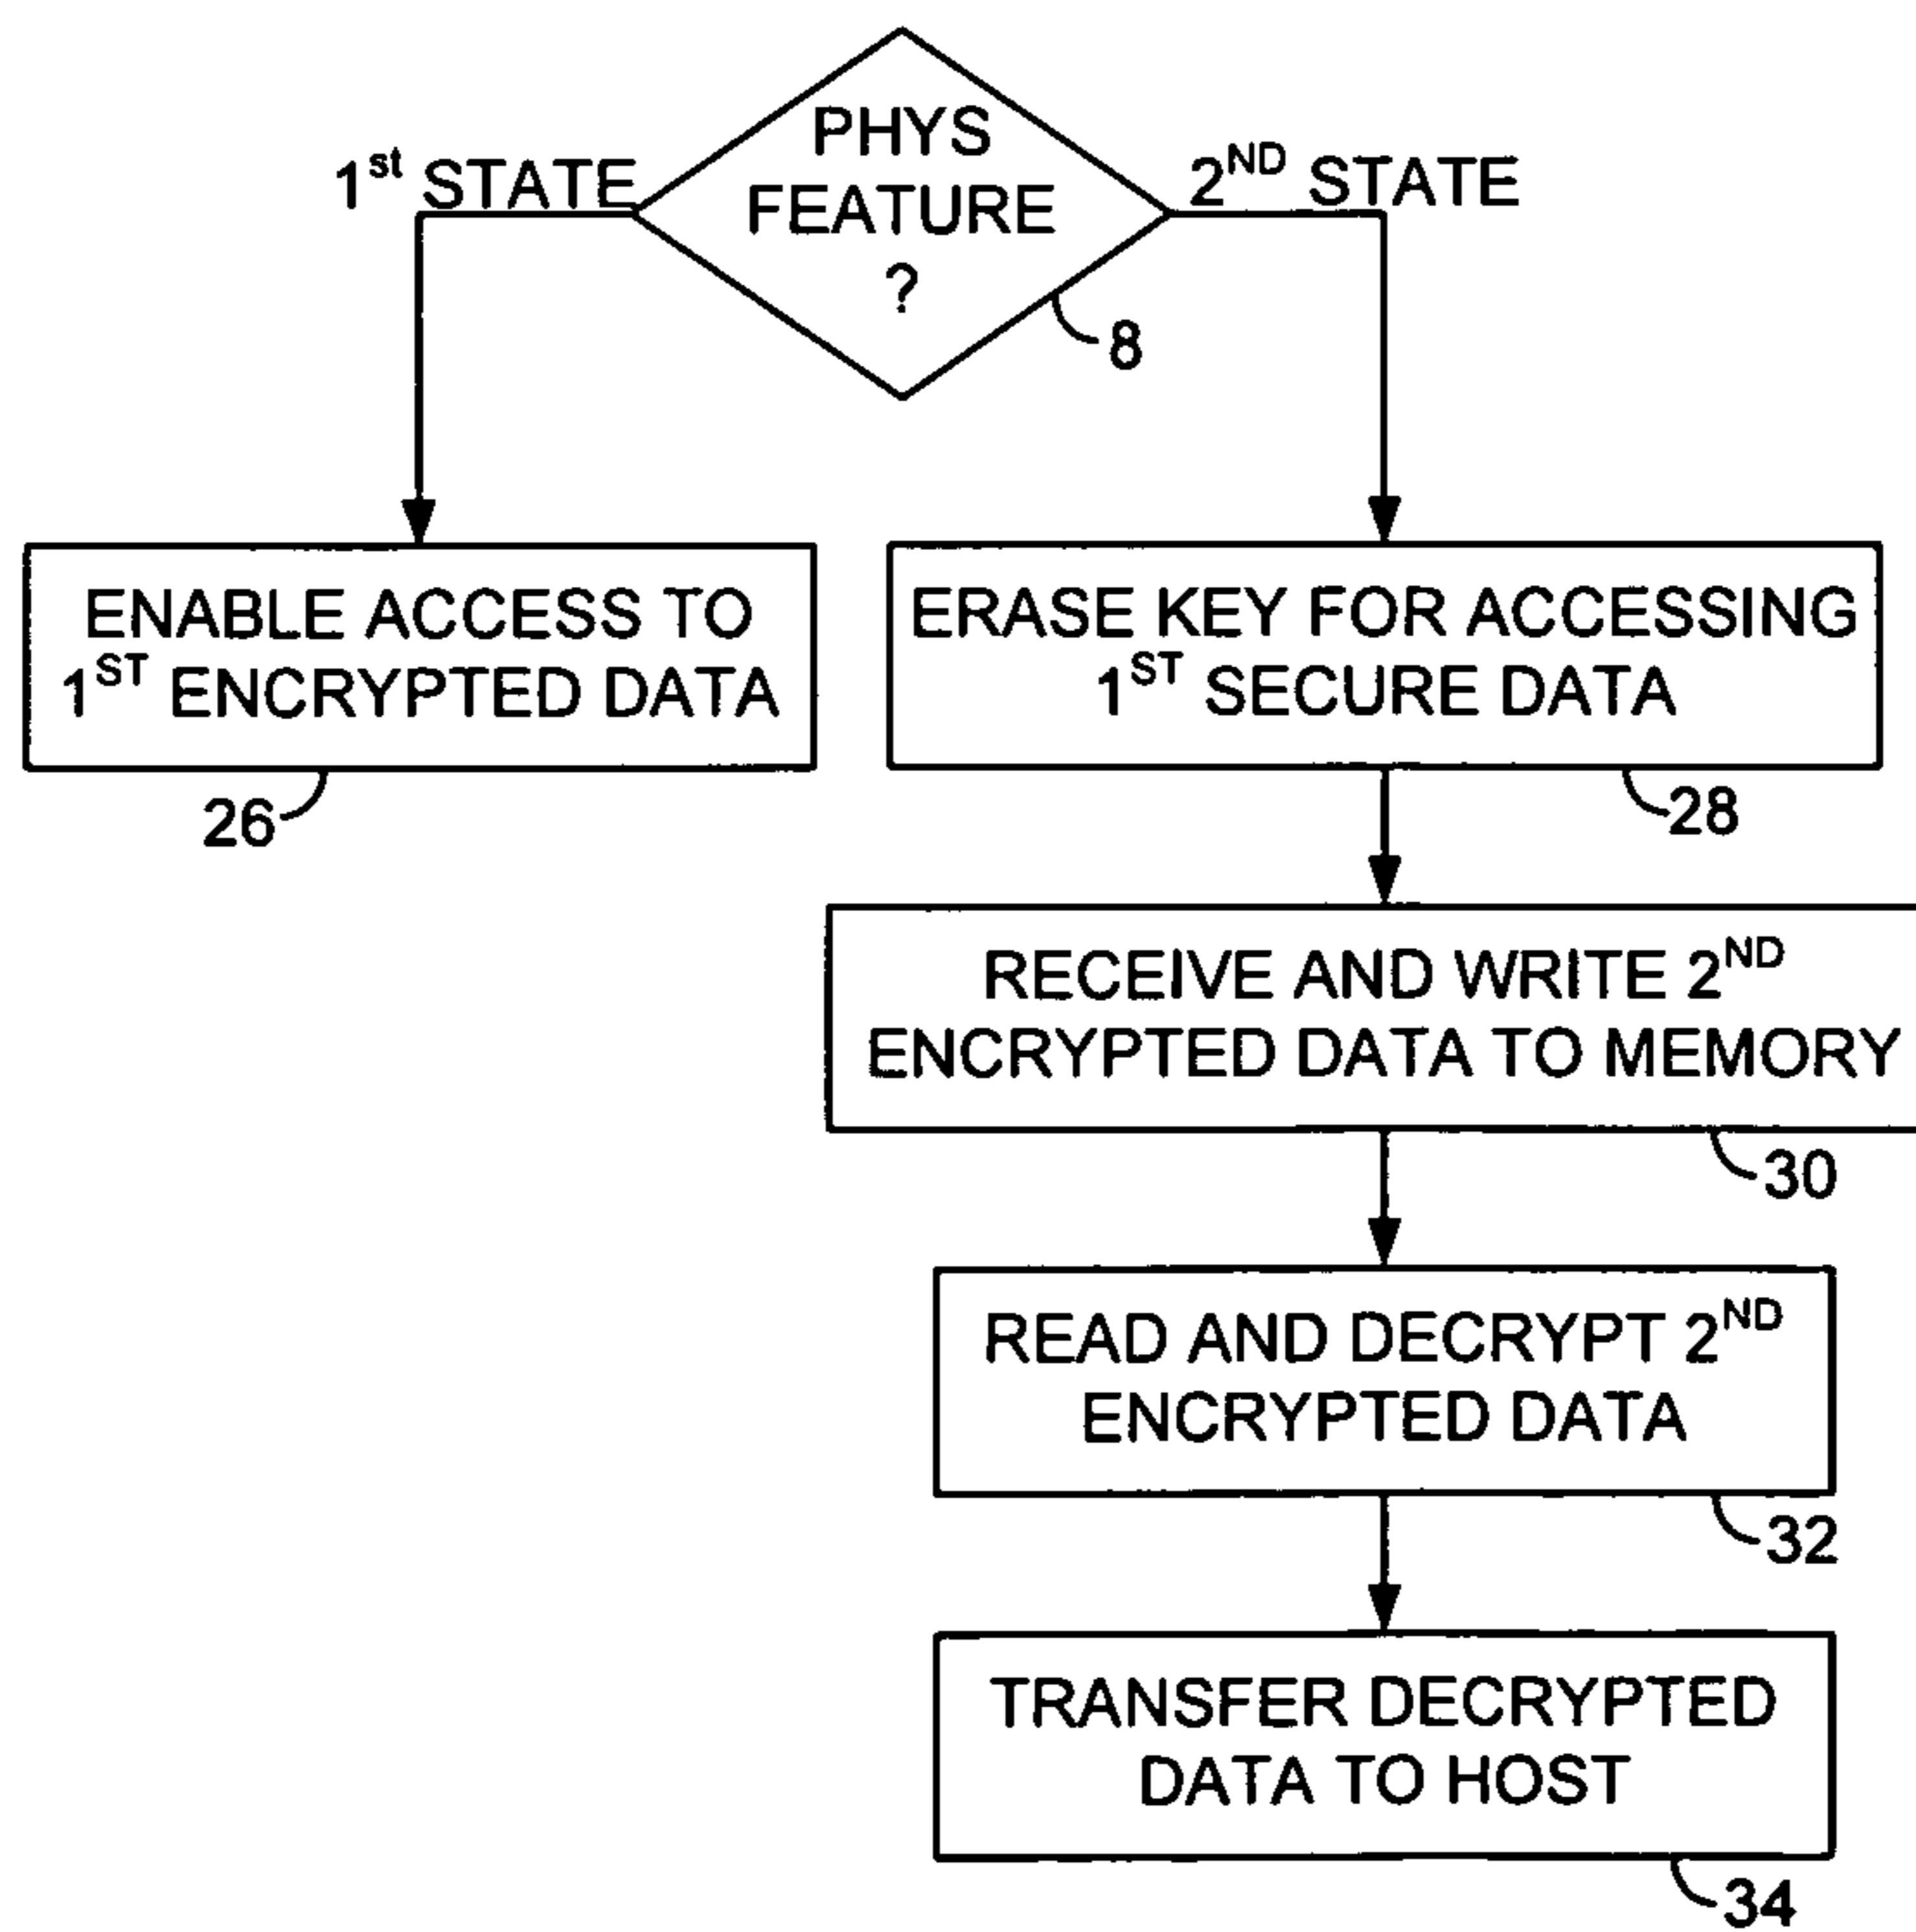 PHYS
FEATURE
?
1st STATE
2ND STATE
8
ENABLE ACCESS TO
1ST ENCRYPTED DATA
26
ERASE KEY FOR ACCESSING
1ST SECURE DATA
28
RECEIVE AND WRITE 2ND
ENCRYPTED DATA TO MEMORY
30
READ AND DECRYPT 2ND
ENCRYPTED DATA
32
TRANSFER DECRYPTED
DATA TO HOST
34